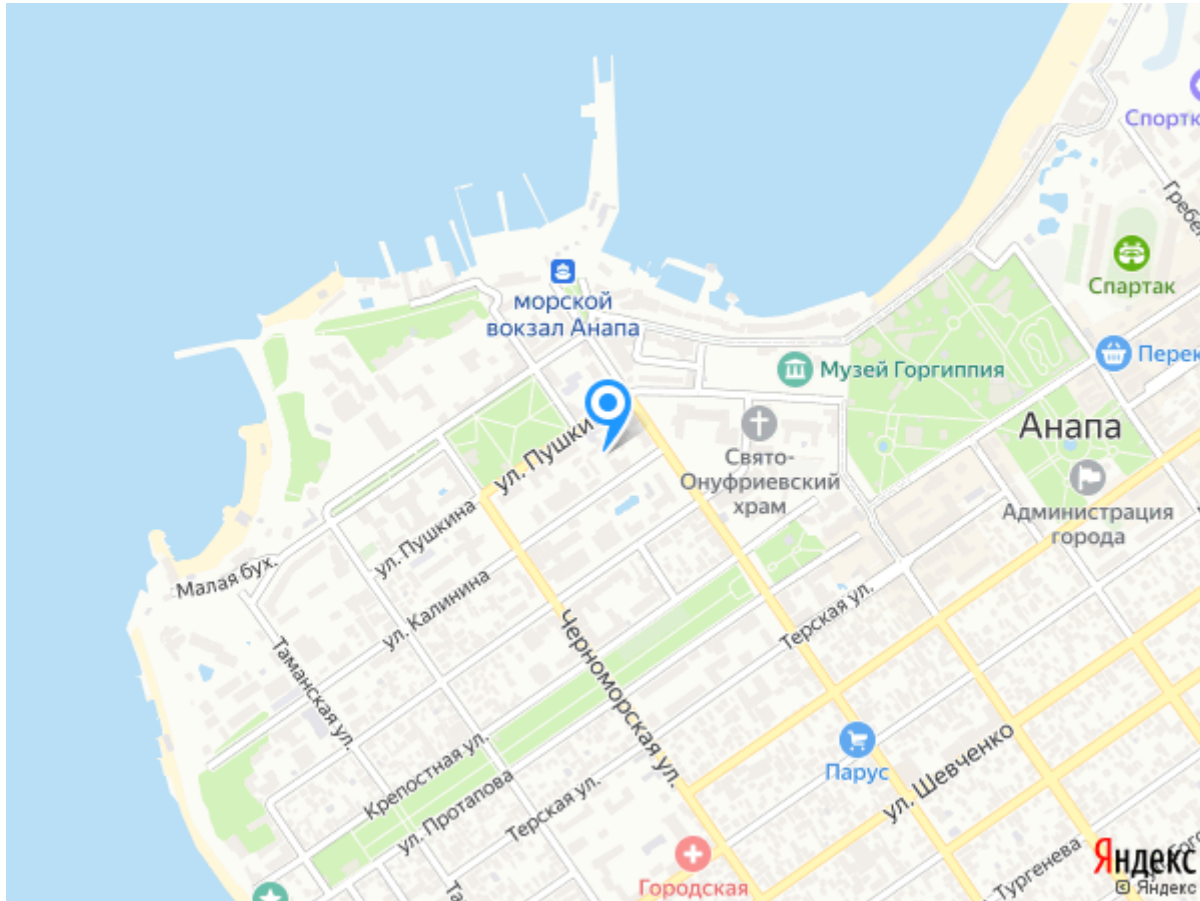 Спортк
Гребен
Спартак
морской
вокзал Анапа
Перек
Музей Горгиппия
Анапа
ул. Пушки
Свято-
Онуфриевский
храм
Администрация
города
ул. Пушкина
Малая бух.
ул. Калинина
Терская ул.
Черноморская ул.
Таманская ул.
Крепостная ул.
Парус
ул. Шевченко
ул. Протапова
Терская ул.
Городская
Та
Тургенева
Яндекс
© Яндекс